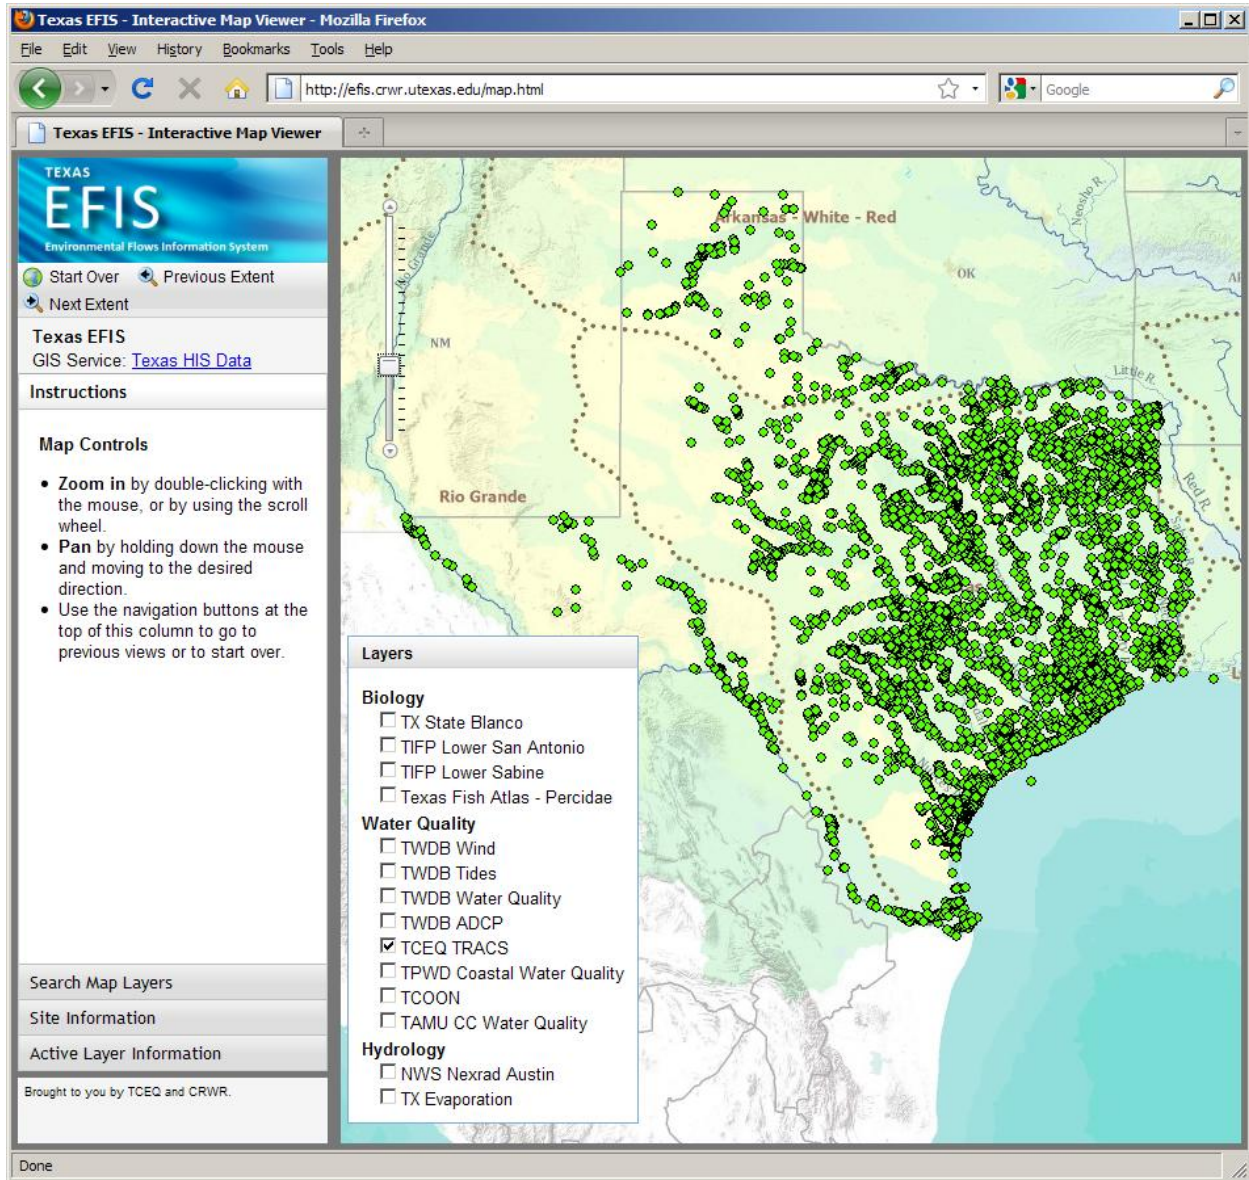 Texas EFIS - Interactive Map Viewer - Mozilla Firefox
File Edit View History Bookmarks Tools Help
http://efis.crwr.utexas.edu/map.html
Google
Texas EFIS - Interactive Map Viewer
TEXAS
EFIS
Environmental Flows Information System
Start Over Previous Extent
Next Extent
Texas EFIS
GIS Service: Texas HIS Data
Instructions
Map Controls
• Zoom in by double-clicking with
the mouse, or by using the scroll
wheel.
• Pan by holding down the mouse
and moving to the desired
direction.
• Use the navigation buttons at the
top of this column to go to
previous views or to start over.
Search Map Layers
Site Information
Active Layer Information
Brought to you by TCEQ and CRWR.
Done
Arkansas - White - Red
Neosho R.
OK
Rio Grande
NM
Little R.
Red R.
Rio Grande
Layers
Biology
TX State Blanco
TIFP Lower San Antonio
TIFP Lower Sabine
Texas Fish Atlas - Percidae
Water Quality
TWDB Wind
TWDB Tides
TWDB Water Quality
TWDB ADCP
TCEQ TRACS
TPWD Coastal Water Quality
TCOON
TAMU CC Water Quality
Hydrology
NWS Nexrad Austin
TX Evaporation